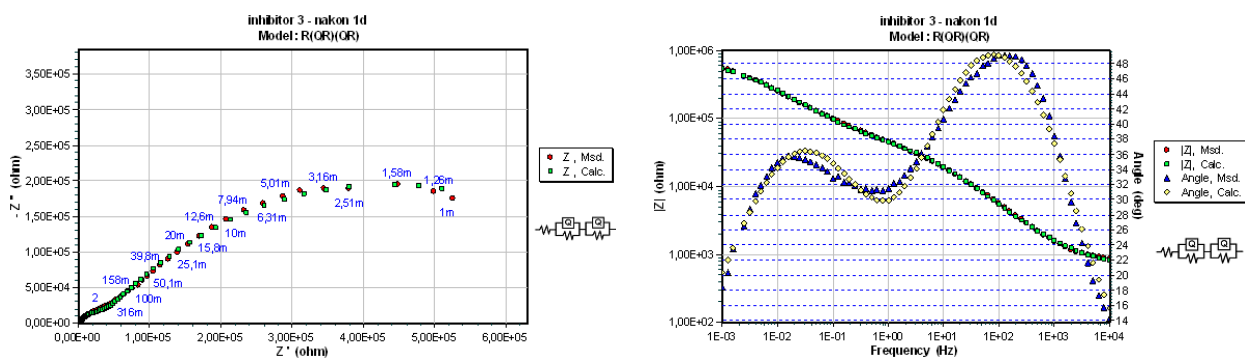 inhibitor 3 - nakon 1d
Model : R(QR)(QR)
3,50E+05
3,00E+05
2,50E+05
2,00E+05
1,50E+05
1,00E+05
5,00E+04
0,00E+00
- Z '' (ohm)
0,00E+00
1,00E+05
2,00E+05
3,00E+05
4,00E+05
5,00E+05
6,00E+05
Z ' (ohm)
2
316m
158m
100m
39,8m
50,1m
20m
25,1m
12,6m
15,8m
7,94m
10m
5,01m
6,31m
3,16m
2,51m
1,58m
1,26m
1m
Z , Msd.
Z , Calc.
Q
Q
inhibitor 3 - nakon 1d
Model : R(QR)(QR)
1,00E+06
1,00E+05
1,00E+04
1,00E+03
1,00E+02
|Z| (ohm)
1E-03
1E-02
1E-01
1E+00
1E+01
1E+02
1E+03
1E+04
Frequency (Hz)
48
46
44
42
40
38
36
34
32
30
28
26
24
22
20
18
16
14
Angle (deg)
|Z|, Msd.
|Z|, Calc.
Angle, Msd.
Angle, Calc.
Q
Q